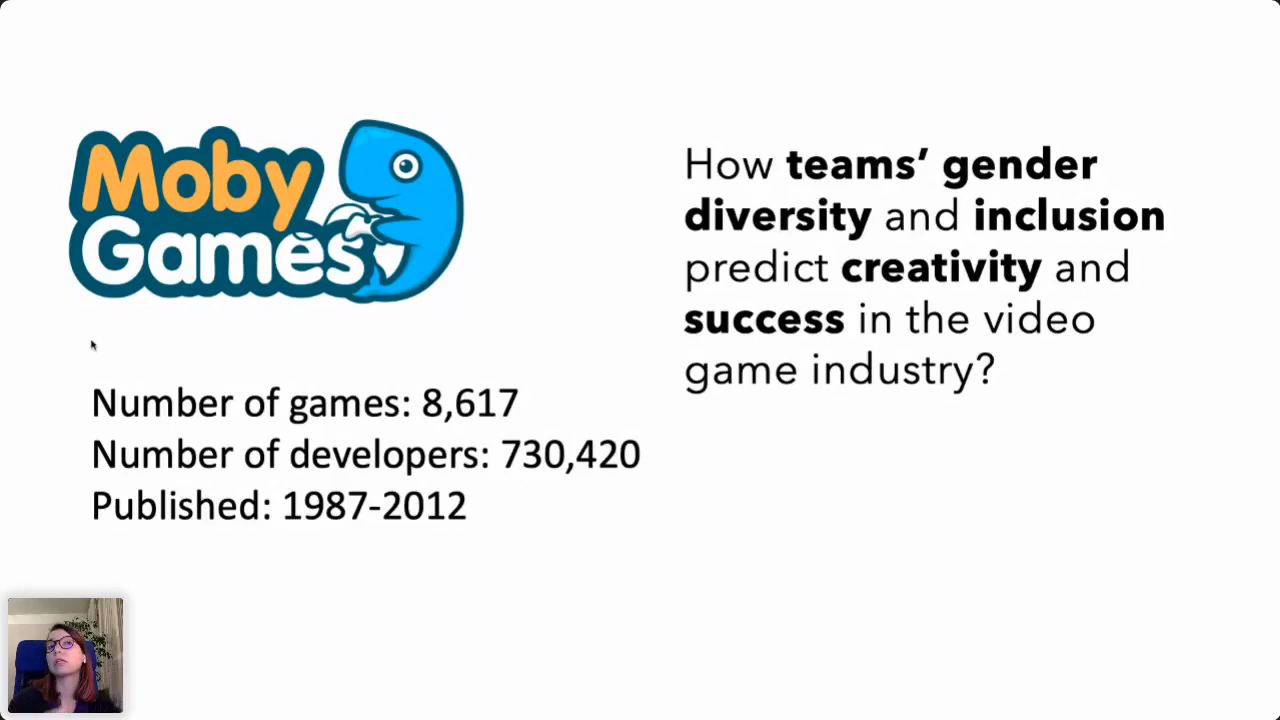 Moby
Games
How teams’ gender
diversity and inclusion
predict creativity and
success in the video
game industry?
Number of games: 8,617
Number of developers: 730,420
Published: 1987-2012